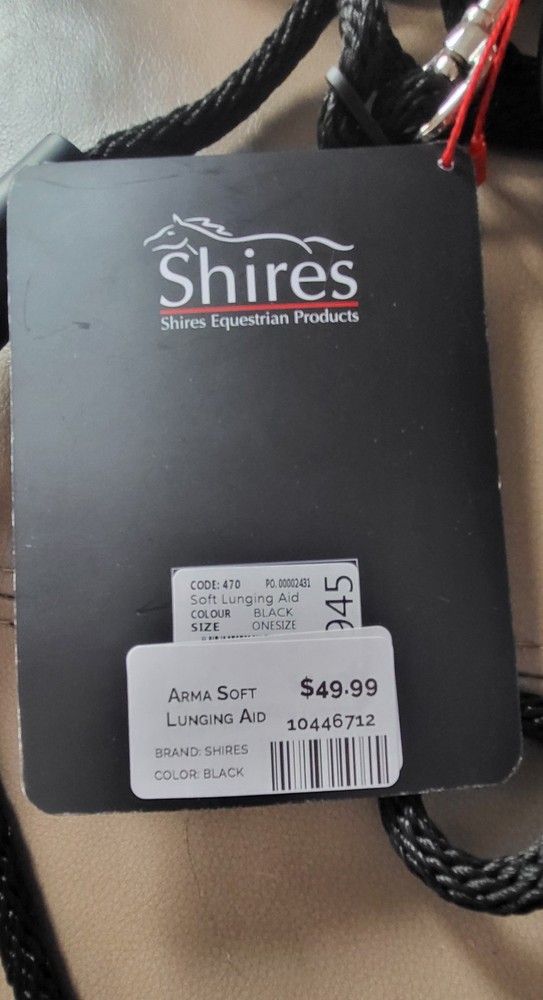 Shires
Shires Equestrian Products
CODE: 470 PO. 00002431
Soft Lunging Aid
COLOUR BLACK
SIZE ONESIZE
945
ARMA SOFT $49.99
LUNGING AID 10446712
BRAND: SHIRES
COLOR: BLACK